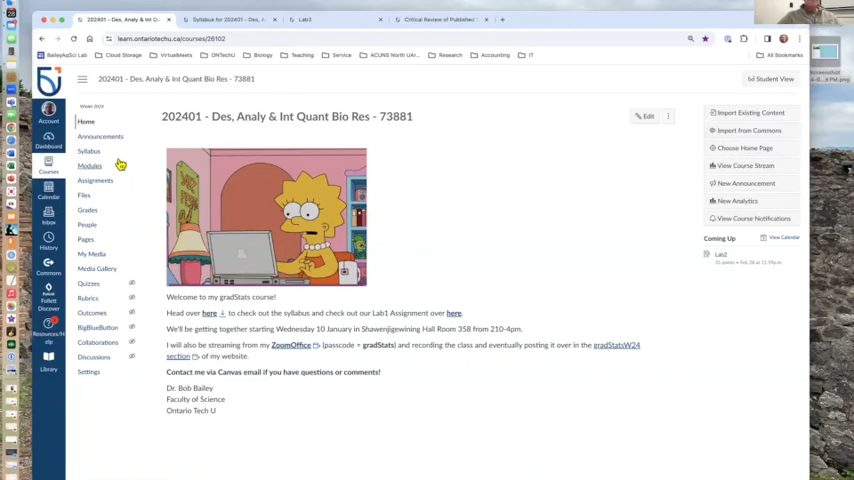 202401 - Des, Analy & Int Quan
Syllabus for 202401 - Des, Ana
Lab3
Critical Review of Published
learn.ontariotechu.ca/courses/26102
BaileyAqSci Lab
Cloud Storage
VirtualMeets
ONTechU
Biology
Teaching
Service
ACUNS North UAr...
Research
Accounting
IT
All Bookmarks
202401 - Des, Analy & Int Quant Bio Res - 73881
Student View
Account
Dashboard
Courses
Calendar
Inbox
History
Commons
Follett
Discover
Resources/H
elp
Library
Winter 2024
Home
Announcements
Syllabus
Modules
Assignments
Files
Grades
People
Pages
My Media
Media Gallery
Quizzes
Rubrics
Outcomes
BigBlueButton
Collaborations
Discussions
Settings
202401 - Des, Analy & Int Quant Bio Res - 73881
Edit
Welcome to my gradStats course!
Head over here to check out the syllabus and check out our Lab1 Assignment over here.
We'll be getting together starting Wednesday 10 January in Shawenjigewining Hall Room 358 from 210-4pm.
I will also be streaming from my ZoomOffice (passcode = gradStats) and recording the class and eventually posting it over in the gradStatsW24
section of my website.
Contact me via Canvas email if you have questions or comments!
Dr. Bob Bailey
Faculty of Science
Ontario Tech U
Import Existing Content
Import from Commons
Choose Home Page
View Course Stream
New Announcement
New Analytics
View Course Notifications
Coming Up
View Calendar
Lab2